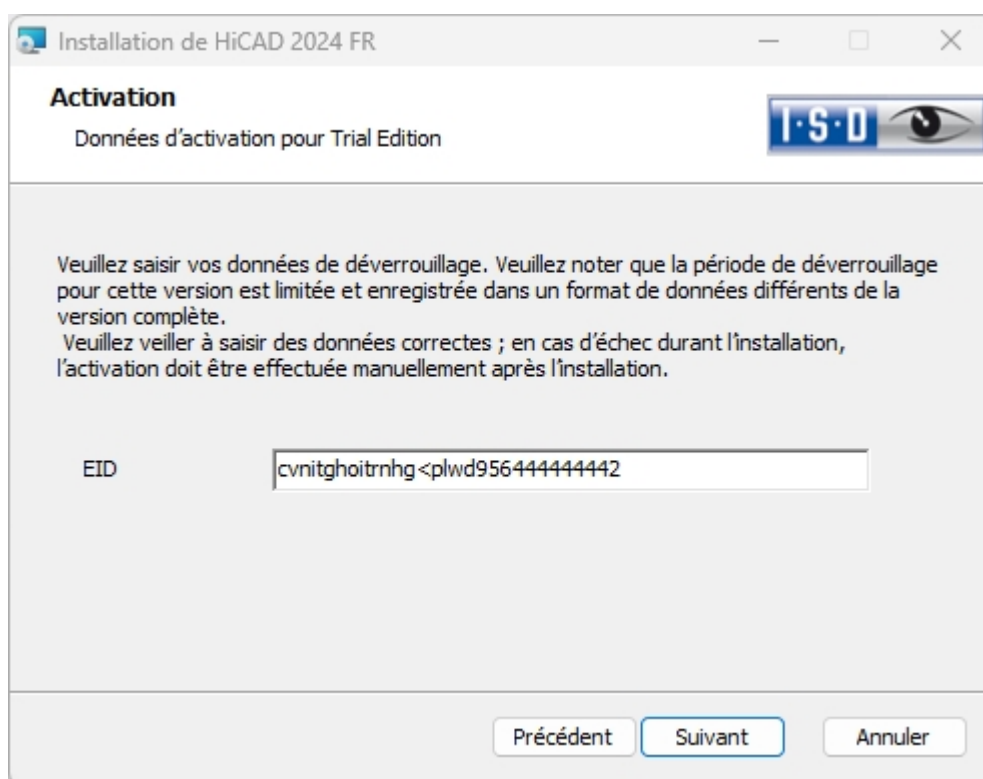 Installation de HiCAD 2024 FR
Activation
Données d'activation pour Trial Edition
I·S·D
Veuillez saisir vos données de déverrouillage. Veuillez noter que la période de déverrouillage
pour cette version est limitée et enregistrée dans un format de données différents de la
version complète.
Veuillez veiller à saisir des données correctes ; en cas d'échec durant l'installation,
l'activation doit être effectuée manuellement après l'installation.
EID
cvnitghoitrnhg<plwd956444444442
Précédent
Suivant
Annuler